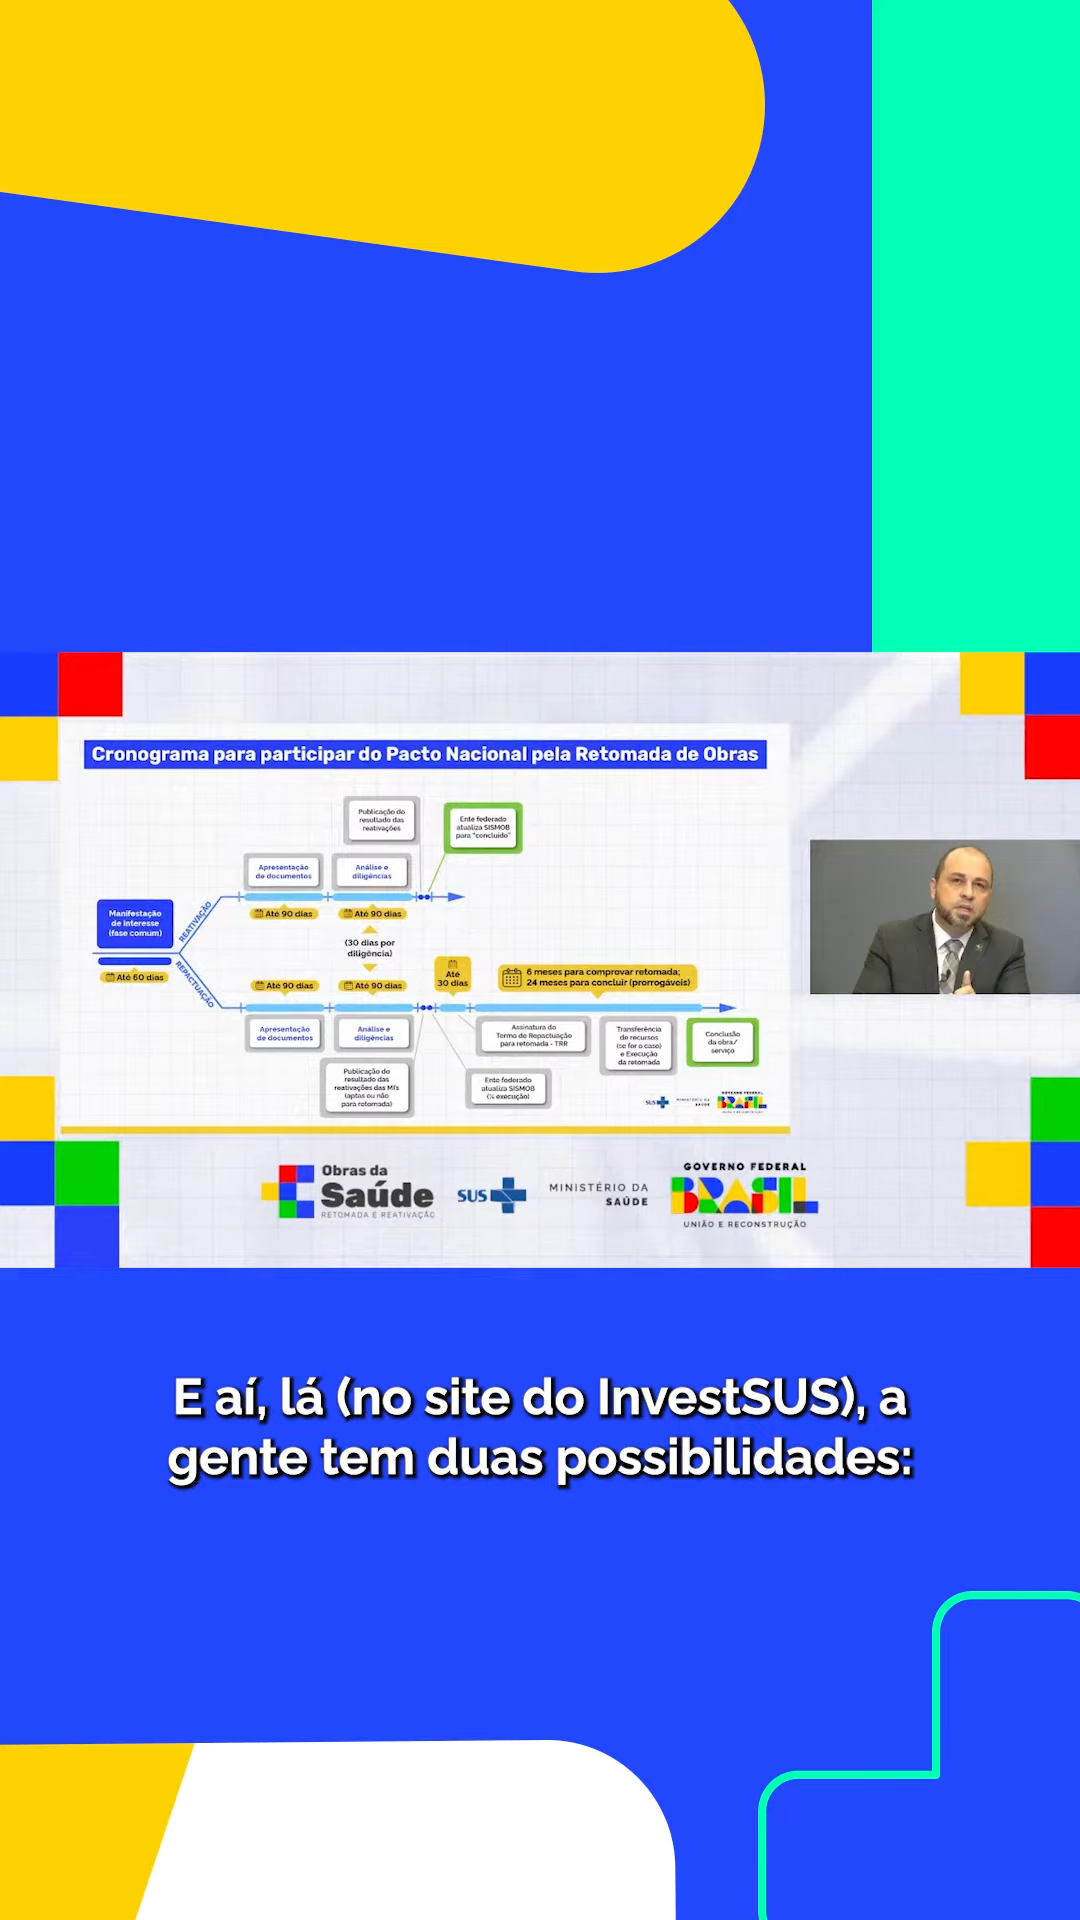 Cronograma para participar do Pacto Nacional pela Retomada de Obras
Publicação do
resultado das
reativações
Ente federado
atualiza SISMOB
para "concluído"
Apresentação
de documentos
Análise e
diligências
Manifestação
de interesse
(fase comum)
Até 60 dias
REATIVAÇÃO
REPACTUAÇÃO
Até 90 dias
Até 90 dias
(30 dias por
diligência)
Até 90 dias
Até 90 dias
Até
30 dias
6 meses para comprovar retomada;
24 meses para concluir (prorrogáveis)
Apresentação
de documentos
Análise e
diligências
Assinatura do
Termo de Repactuação
para retomada - TRR
Transferência
de recursos
(se for o caso)
e Execução
da retomada
Conclusão
da obra/
serviço
Publicação do
resultado das
reativações das MI's
(aptas ou não
para retomada)
Ente federado
atualiza SISMOB
(% execução)
SUS
MINISTÉRIO DA
SAÚDE
GOVERNO FEDERAL
BRASIL
UNIÃO E RECONSTRUÇÃO
Obras da
Saúde
RETOMADA E REATIVAÇÃO
SUS
MINISTÉRIO DA
SAÚDE
GOVERNO FEDERAL
BRASIL
UNIÃO E RECONSTRUÇÃO
E aí, lá (no site do InvestSUS), a
gente tem duas possibilidades: